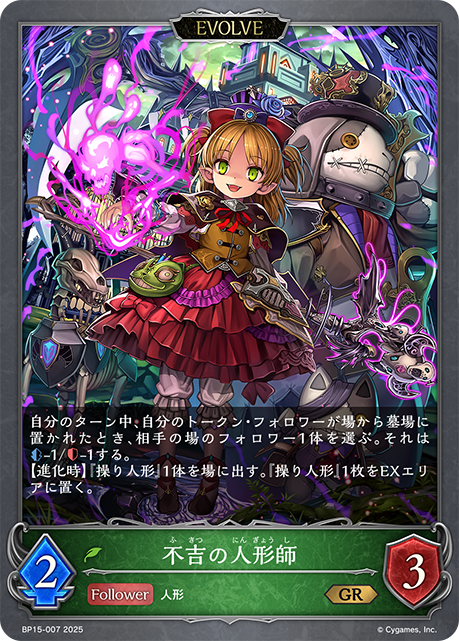 EVOLVE
自分のターン中、自分のトークン・フォロワーが場から墓場に
置かれたとき、相手の場のフォロワー1体を選ぶ。それは
-1/-1する。
【進化時】『操り人形』1体を場に出す。『操り人形』1枚をEXエリ
アに置く。
ふ きつ にん ぎょう し
不吉の人形師
2
Follower 人形
GR
3
BP15-007 2025
© Cygames, Inc.